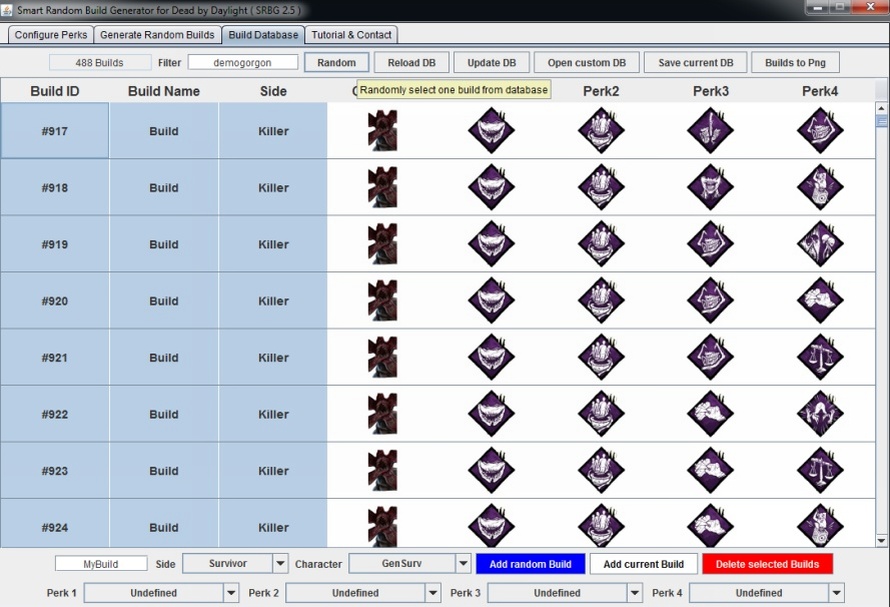 Smart Random Build Generator for Dead by Daylight ( SRBG 2.5 )
Configure Perks Generate Random Builds Build Database Tutorial & Contact
488 Builds Filter demogorgon Random Reload DB Update DB Open custom DB Save current DB Builds to Png
Randomly select one build from database
Build ID Build Name Side C Perk2 Perk3 Perk4
#917 Build Killer
#918 Build Killer
#919 Build Killer
#920 Build Killer
#921 Build Killer
#922 Build Killer
#923 Build Killer
#924 Build Killer
MyBuild Side Survivor Character GenSurv Add random Build Add current Build Delete selected Builds
Perk 1 Undefined Perk 2 Undefined Perk 3 Undefined Perk 4 Undefined